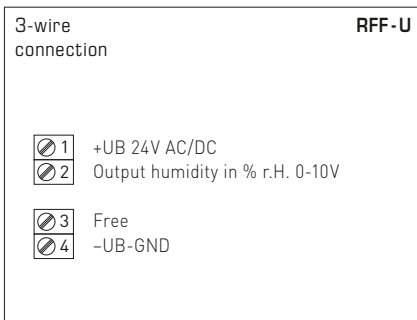 3-wire
connection
RFF-U
1 +UB 24V AC/DC
2 Output humidity in % r.H. 0-10V
3 Free
4 –UB-GND